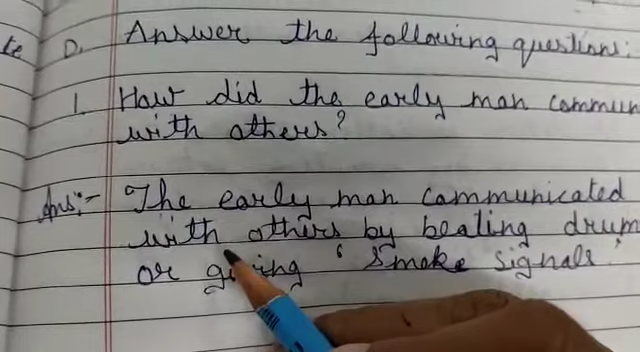 te D. Answer the following questions:
1. How did the early man commun
with others?
Ans:- The early man communicated
with others by beating drum
or giving 'Smoke signals'.